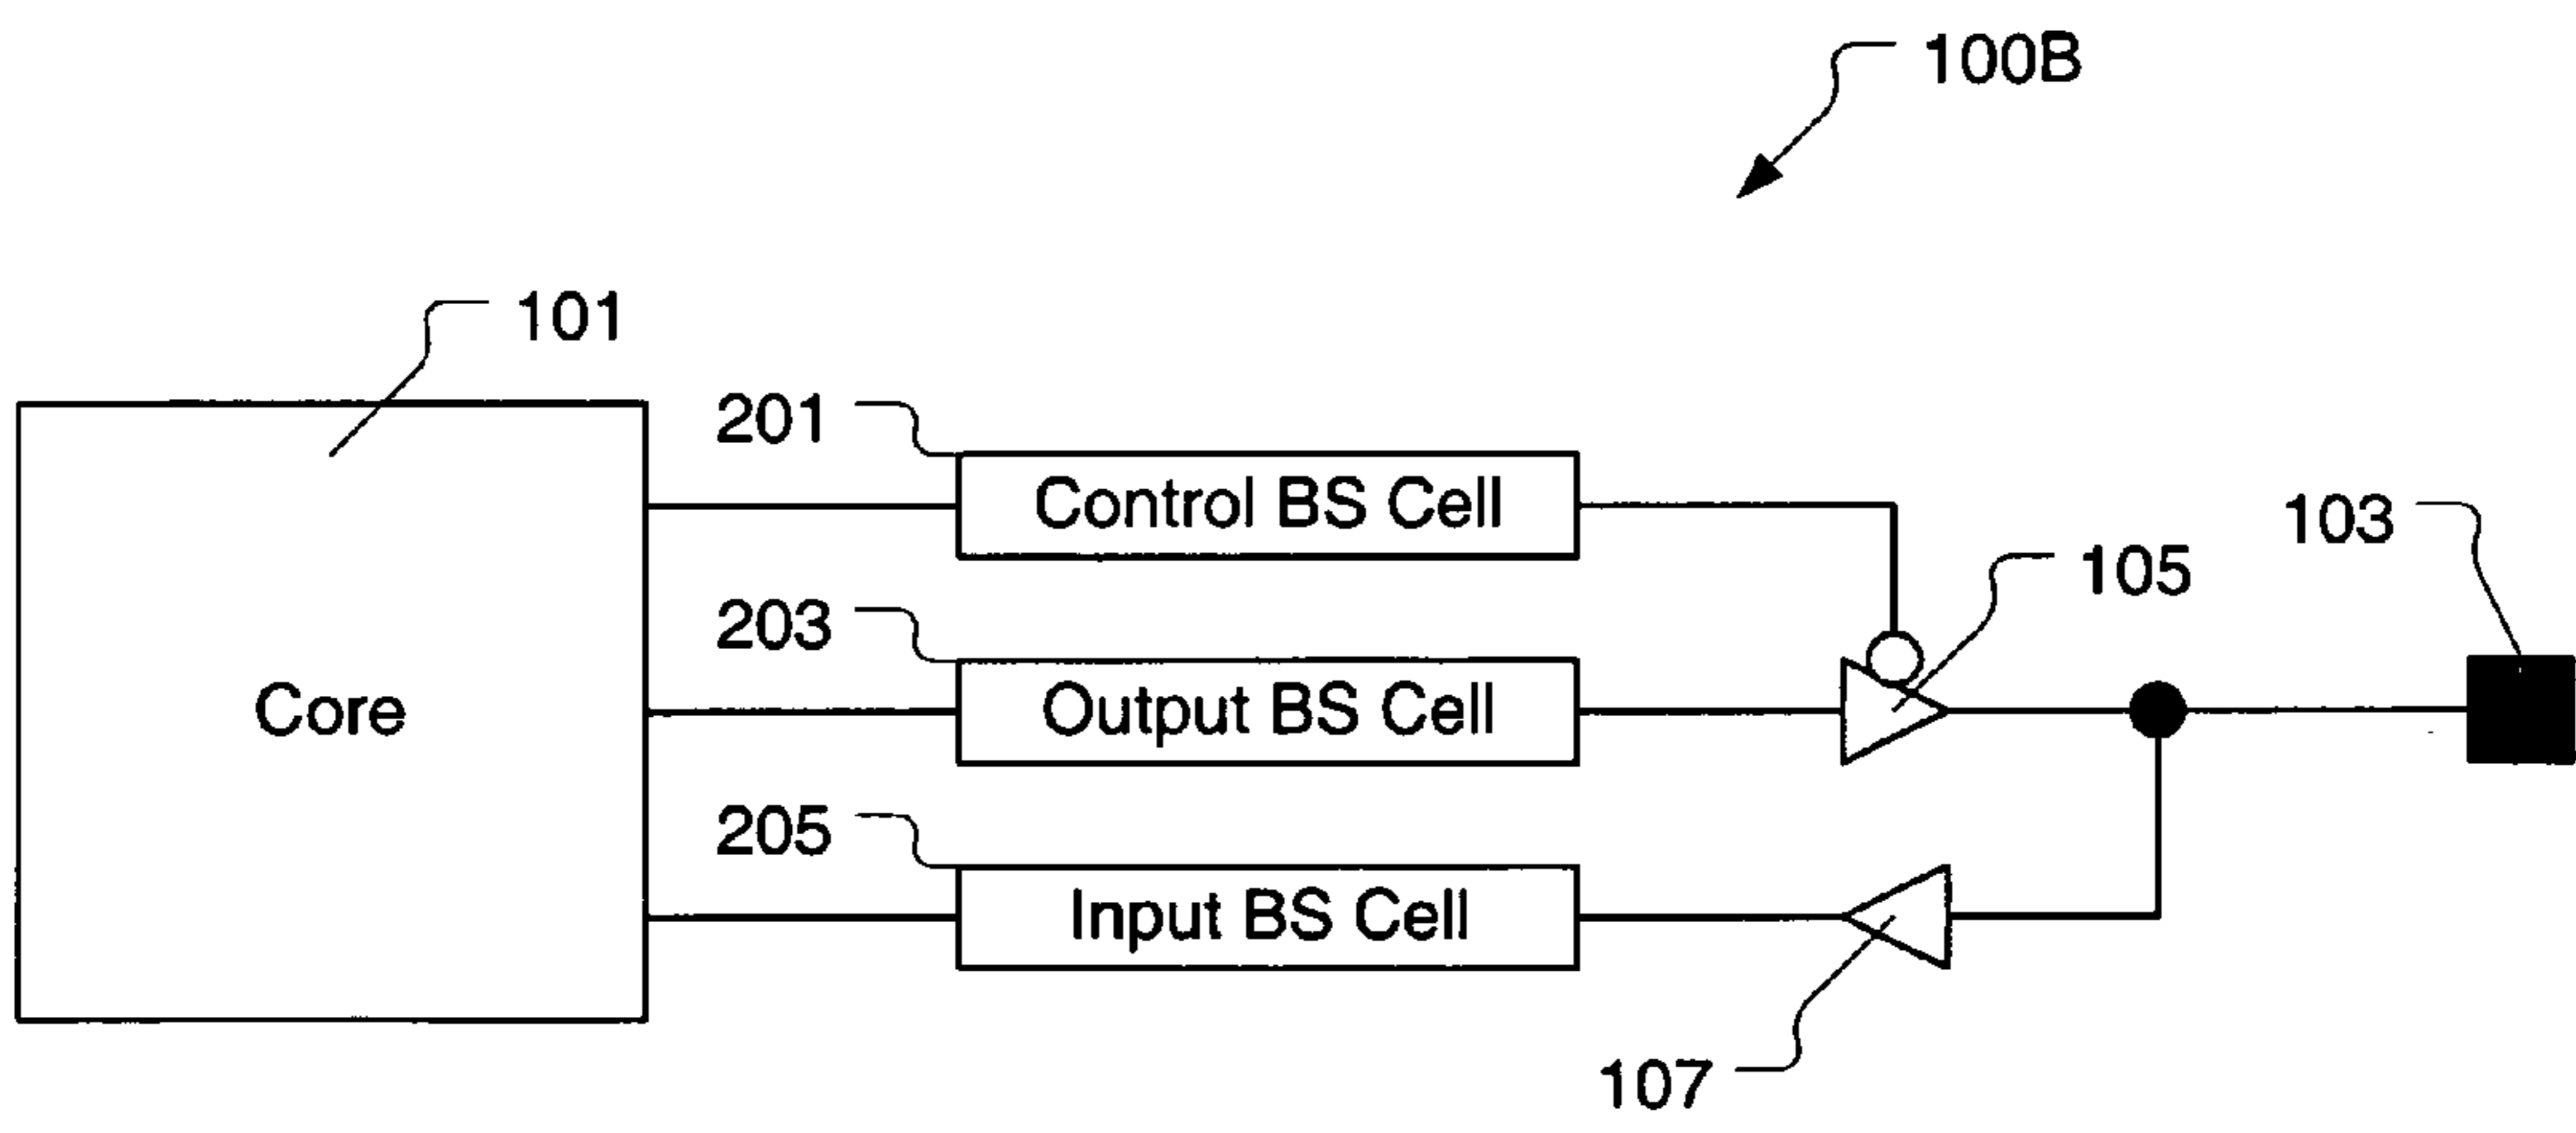 100B
101
201
Control BS Cell
103
105
203
Core
Output BS Cell
205
Input BS Cell
107